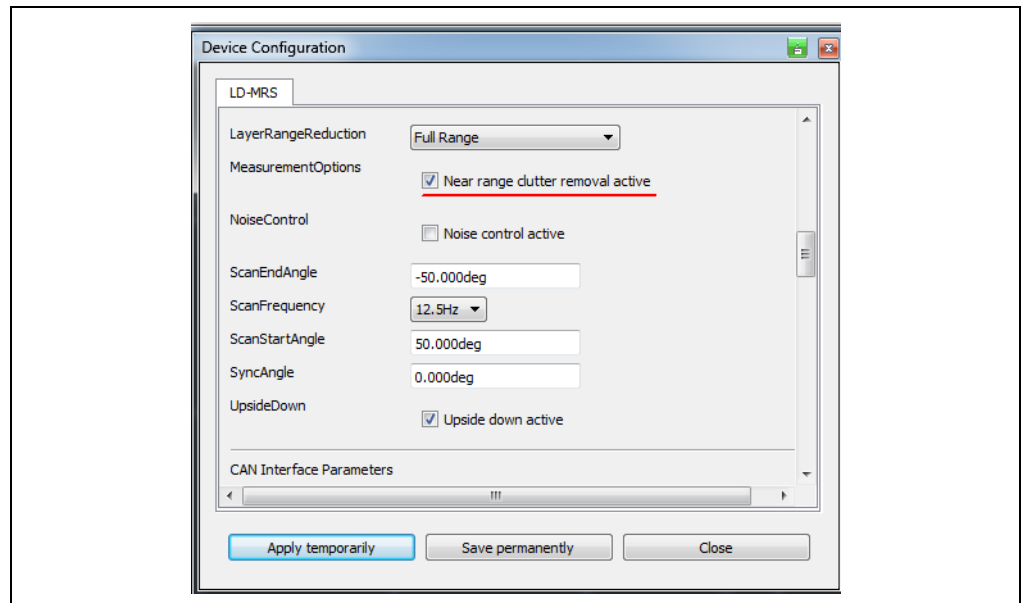 Device Configuration
LD-MRS
LayerRangeReduction Full Range
MeasurementOptions Near range clutter removal active
NoiseControl Noise control active
ScanEndAngle -50.000deg
ScanFrequency 12.5Hz
ScanStartAngle 50.000deg
SyncAngle 0.000deg
UpsideDown Upside down active
CAN Interface Parameters
Apply temporarily Save permanently Close